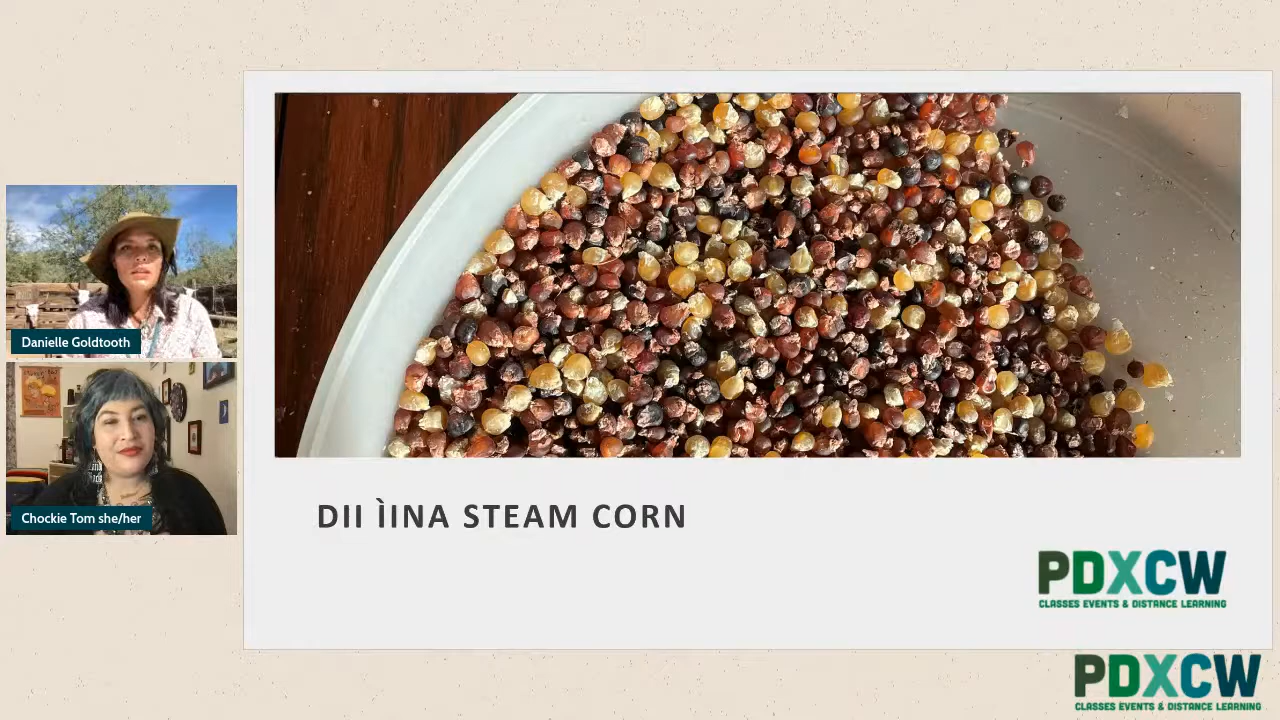 Danielle Goldtooth
Chockie Tom she/her
DII ÌINA STEAM CORN
PDXCW
CLASSES EVENTS & DISTANCE LEARNING
PDXCW
CLASSES EVENTS & DISTANCE LEARNING